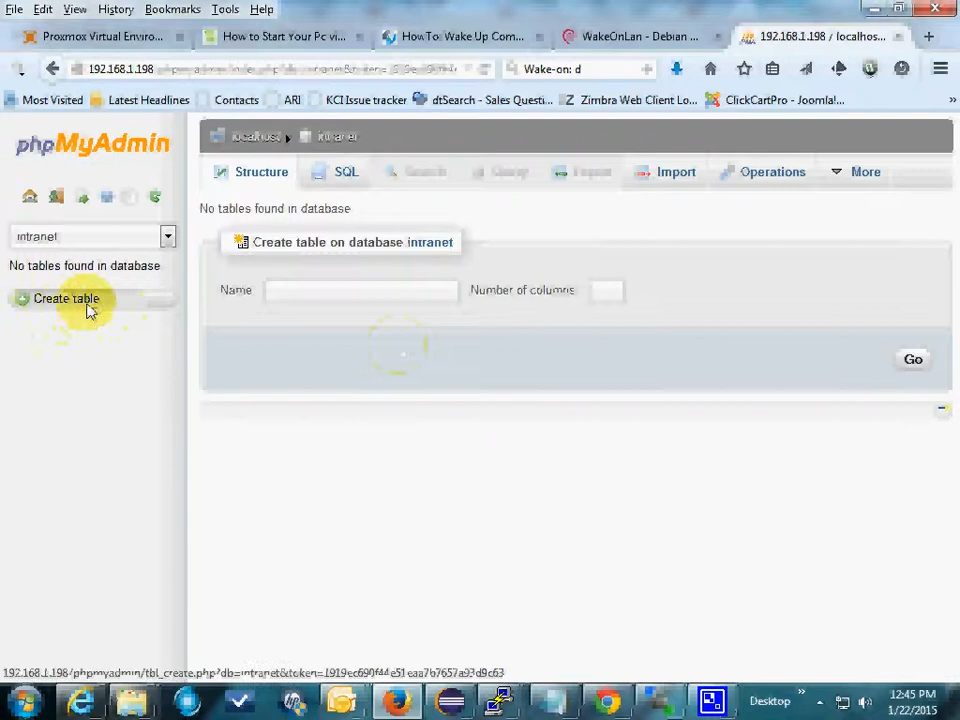 File Edit View History Bookmarks Tools Help
Proxmox Virtual Enviro...
How to Start Your Pc vi...
HowTo: Wake Up Com...
WakeOnLan - Debian ...
192.168.1.198 / localhos...
192.168.1.198
Wake-on: d
Most Visited Latest Headlines Contacts ARI KCI Issue tracker dtSearch - Sales Questi... Zimbra Web Client Lo... ClickCartPro - Joomla!... »
phpMyAdmin
localhost intranet
Structure SQL Search Import Operations More
intranet
No tables found in database
No tables found in database
Create table on database intranet
Create table
Name Number of columns
Go
Desktop »
12:45 PM
1/22/2015